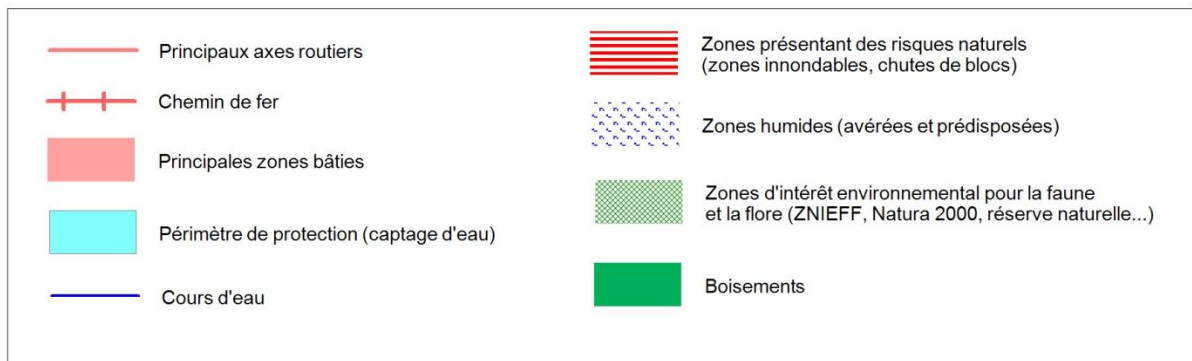 Principaux axes routiers
Chemin de fer
Principales zones bâties
Périmètre de protection (captage d'eau)
Cours d'eau
Zones présentant des risques naturels
(zones innondables, chutes de blocs)
Zones humides (avérées et prédisposées)
Zones d'intérêt environnemental pour la faune
et la flore (ZNIEFF, Natura 2000, réserve naturelle...)
Boisements